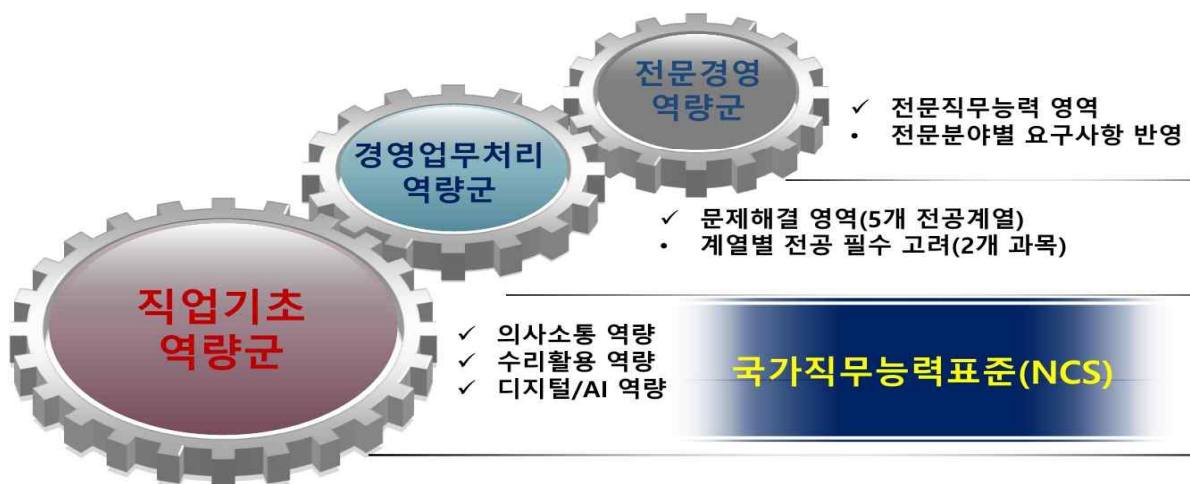 전문경영
역량군
✓ 전문직무능력 영역
• 전문분야별 요구사항 반영
경영업무처리
역량군
✓ 문제해결 영역(5개 전공계열)
• 계열별 전공 필수 고려(2개 과목)
직업기초
역량군
✓ 의사소통 역량
✓ 수리활용 역량
✓ 디지털/AI 역량
국가직무능력표준(NCS)